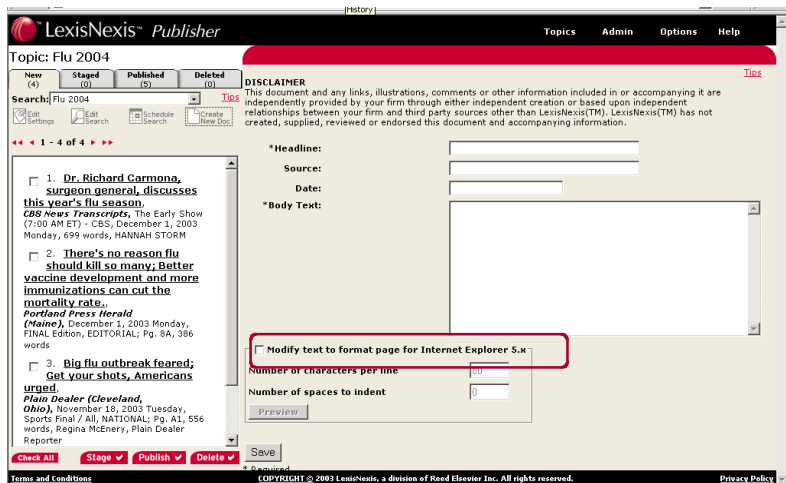 History
LexisNexis™ Publisher
Topics Admin Options Help
Topic: Flu 2004
New Staged Published Deleted
(4) (0) (5) (0)
Search: Flu 2004 Tips
Edit Settings Edit Search Schedule Search Create New Doc
1 - 4 of 4
1. Dr. Richard Carmona,
surgeon general, discusses
this year's flu season,
CBS News Transcripts, The Early Show
(7:00 AM ET) - CBS, December 1, 2003
Monday, 699 words, HANNAH STORM
2. There's no reason flu
should kill so many; Better
vaccine development and more
immunizations can cut the
mortality rate.,
Portland Press Herald
(Maine), December 1, 2003 Monday,
FINAL Edition, EDITORIAL; Pg. 8A, 386
words
3. Big flu outbreak feared;
Get your shots, Americans
urged,
Plain Dealer (Cleveland,
Ohio), November 18, 2003 Tuesday,
Sports Final / All, NATIONAL; Pg. A1, 556
words, Regina McEnery, Plain Dealer
Reporter
Check All Stage Publish Delete
Tips
DISCLAIMER
This document and any links, illustrations, comments or other information included in or accompanying it are
independently provided by your firm through either independent creation or based upon independent
relationships between your firm and third party sources other than LexisNexis(TM). LexisNexis(TM) has not
created, supplied, reviewed or endorsed this document and accompanying information.
*Headline:
Source:
Date:
*Body Text:
Modify text to format page for Internet Explorer 5.x
Number of characters per line 80
Number of spaces to indent 0
Preview
Save
* Required
Terms and Conditions COPYRIGHT © 2003 LexisNexis, a division of Reed Elsevier Inc. All rights reserved. Privacy Policy